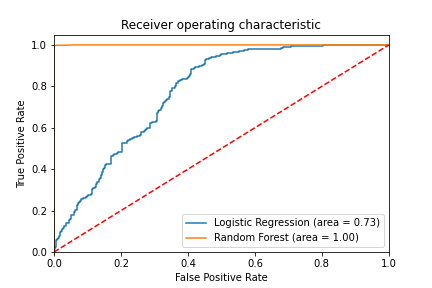 Receiver operating characteristic
True Positive Rate
1.0
0.8
0.6
0.4
0.2
0.0
Logistic Regression (area = 0.73)
Random Forest (area = 1.00)
0.0 0.2 0.4 0.6 0.8 1.0
False Positive Rate